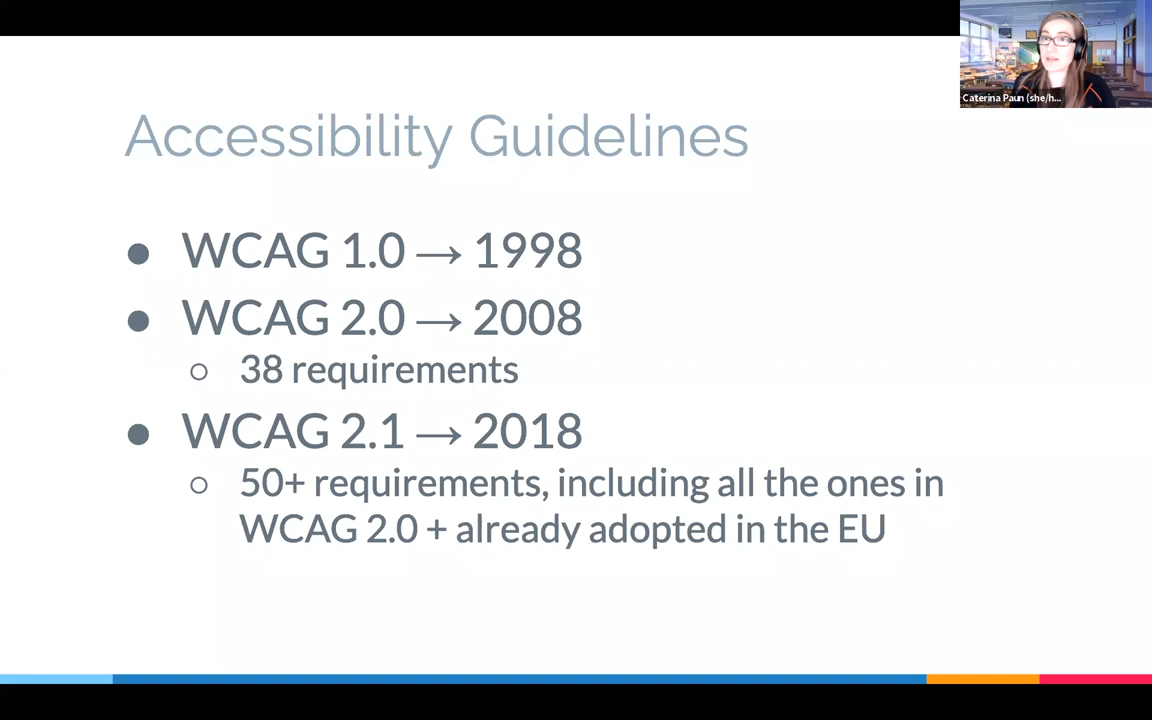 Caterina Paun (she/h...
Accessibility Guidelines
● WCAG 1.0 → 1998
● WCAG 2.0 → 2008
○ 38 requirements
● WCAG 2.1 → 2018
○ 50+ requirements, including all the ones in
WCAG 2.0 + already adopted in the EU